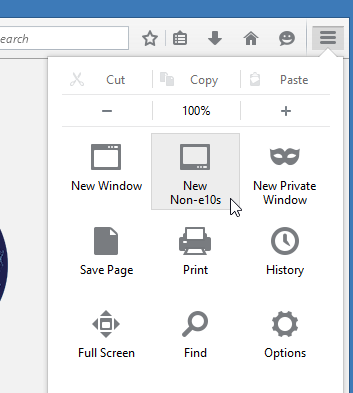 earch
Cut Copy Paste
− 100% +
New Window New Non-e10s New Private Window
Save Page Print History
Full Screen Find Options